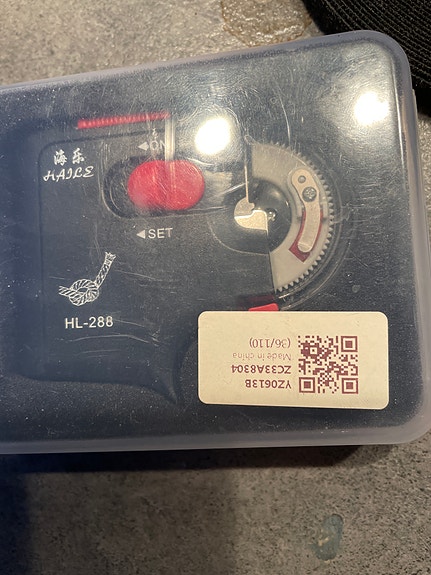 ◀ON
海乐
HAILE
◀SET
HL-288
YZ0613B
ZC33A8304
Made in china
(36/110)